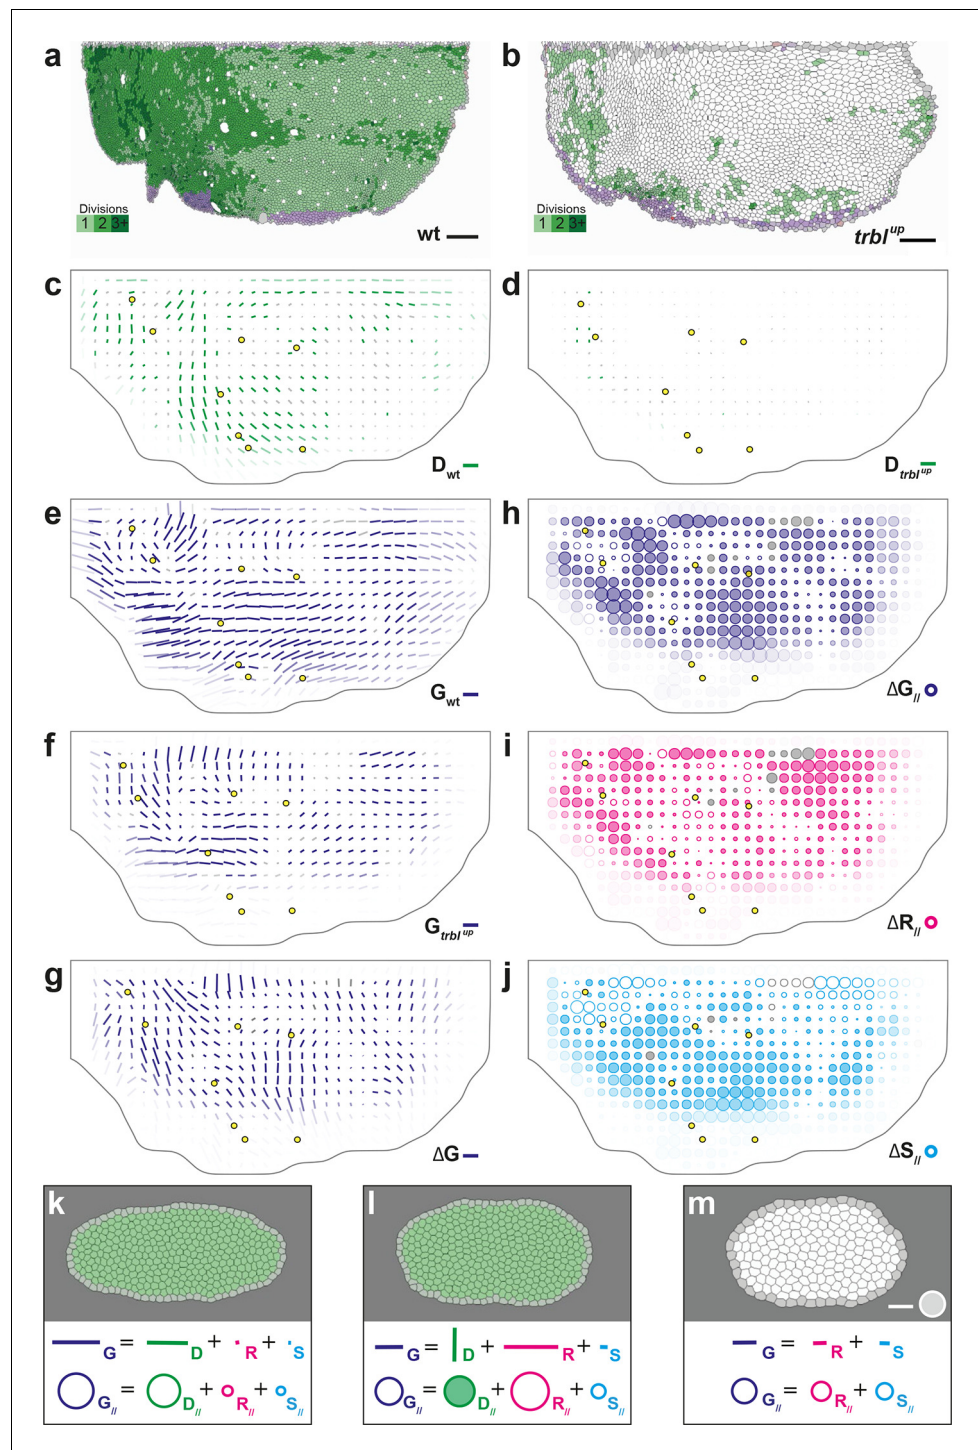 a
b
Divisions
1 2 3+
wt
Divisions
1 2 3+
trbl^up
c
d
D_wt
D_trbl^up
e
h
G_wt
ΔG_//
f
i
G_trbl^up
ΔR_//
g
j
ΔG
ΔS_//
k
l
m
G = D + R + S
G = D + R + S
G = R + S
G_// = D_// + R_// + S_//
G_// = D_// + R_// + S_//
G_// = R_// + S_//